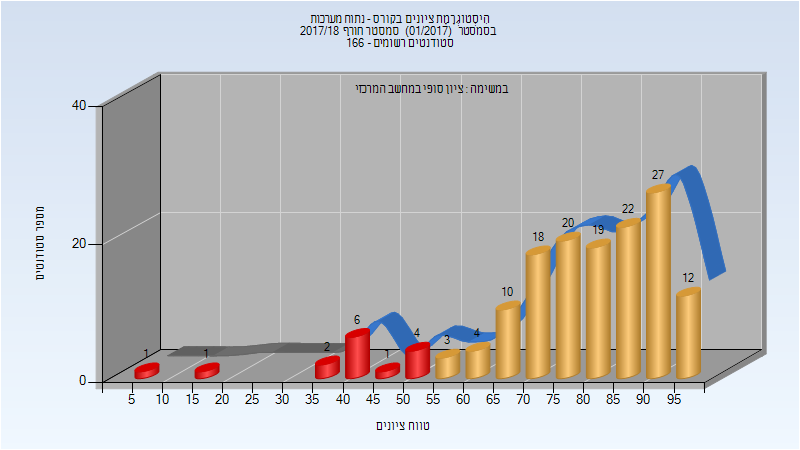 היסטוגרמת ציונים בקורס - נתוח מערכות
בסמסטר (01/2017) סמסטר חורף 2017/18
סטודנטים רשומים - 166
במשימה : ציון סופי במחשב המרכזי
מספר סטודנטים
40
20
0
1
1
2
6
1
4
3
4
10
18
20
19
22
27
12
5 10 15 20 25 30 35 40 45 50 55 60 65 70 75 80 85 90 95
טווח ציונים